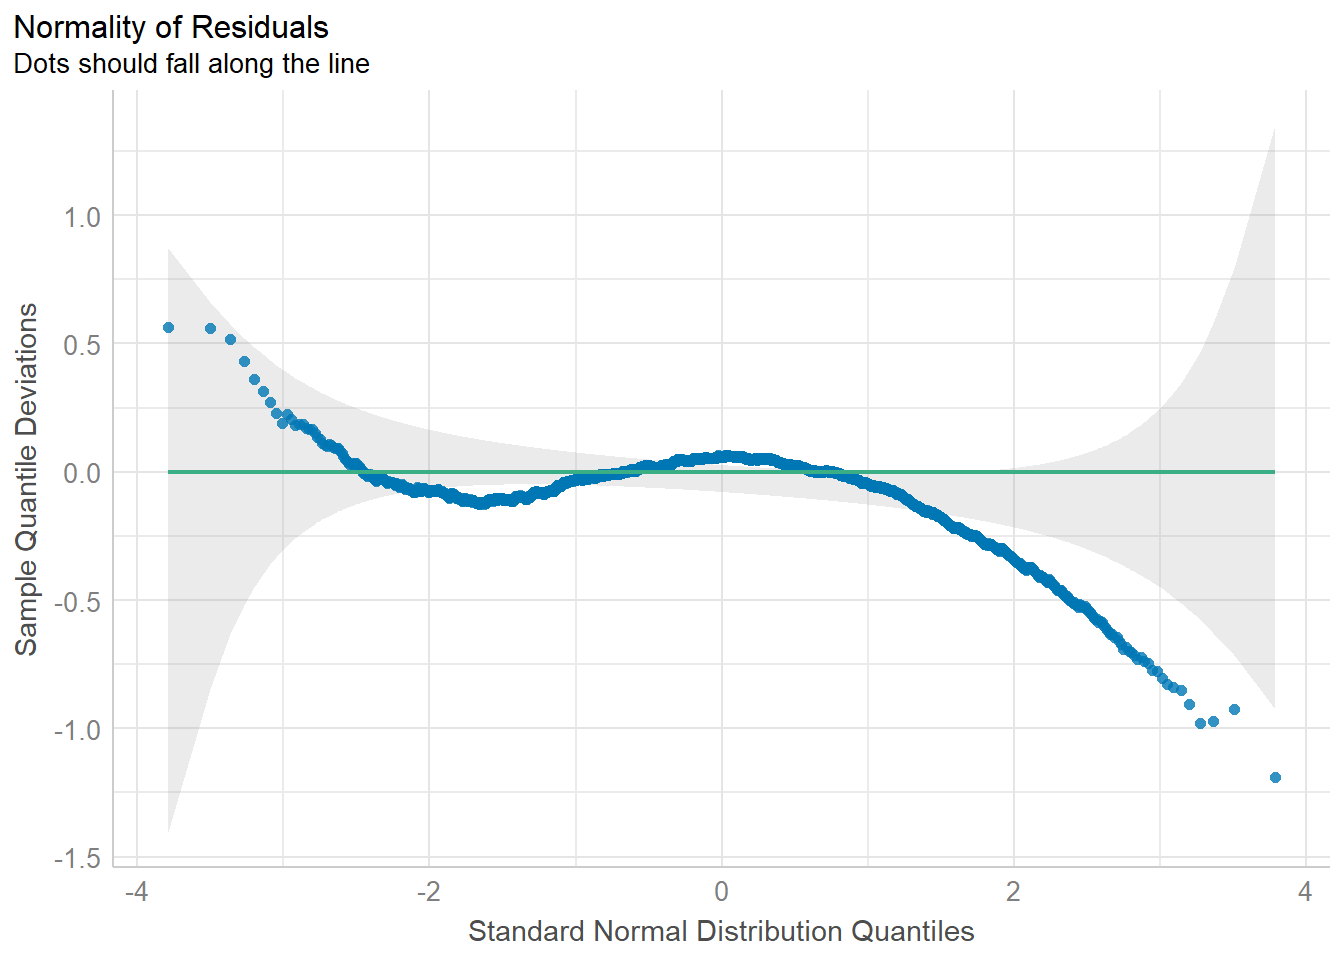 Normality of Residuals
Dots should fall along the line
Sample Quantile Deviations
1.0
0.5
0.0
-0.5
-1.0
-1.5
-4
-2
0
2
4
Standard Normal Distribution Quantiles